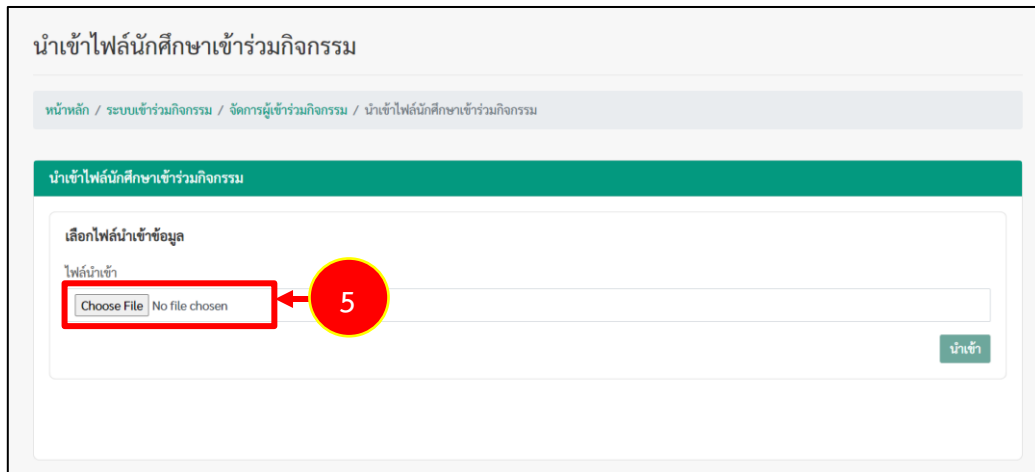 นำเข้าไฟล์นักศึกษาเข้าร่วมกิจกรรม
หน้าหลัก / ระบบเข้าร่วมกิจกรรม / จัดการผู้เข้าร่วมกิจกรรม / นำเข้าไฟล์นักศึกษาเข้าร่วมกิจกรรม
นำเข้าไฟล์นักศึกษาเข้าร่วมกิจกรรม
เลือกไฟล์นำเข้าข้อมูล
ไฟล์นำเข้า
Choose File No file chosen 5
นำเข้า